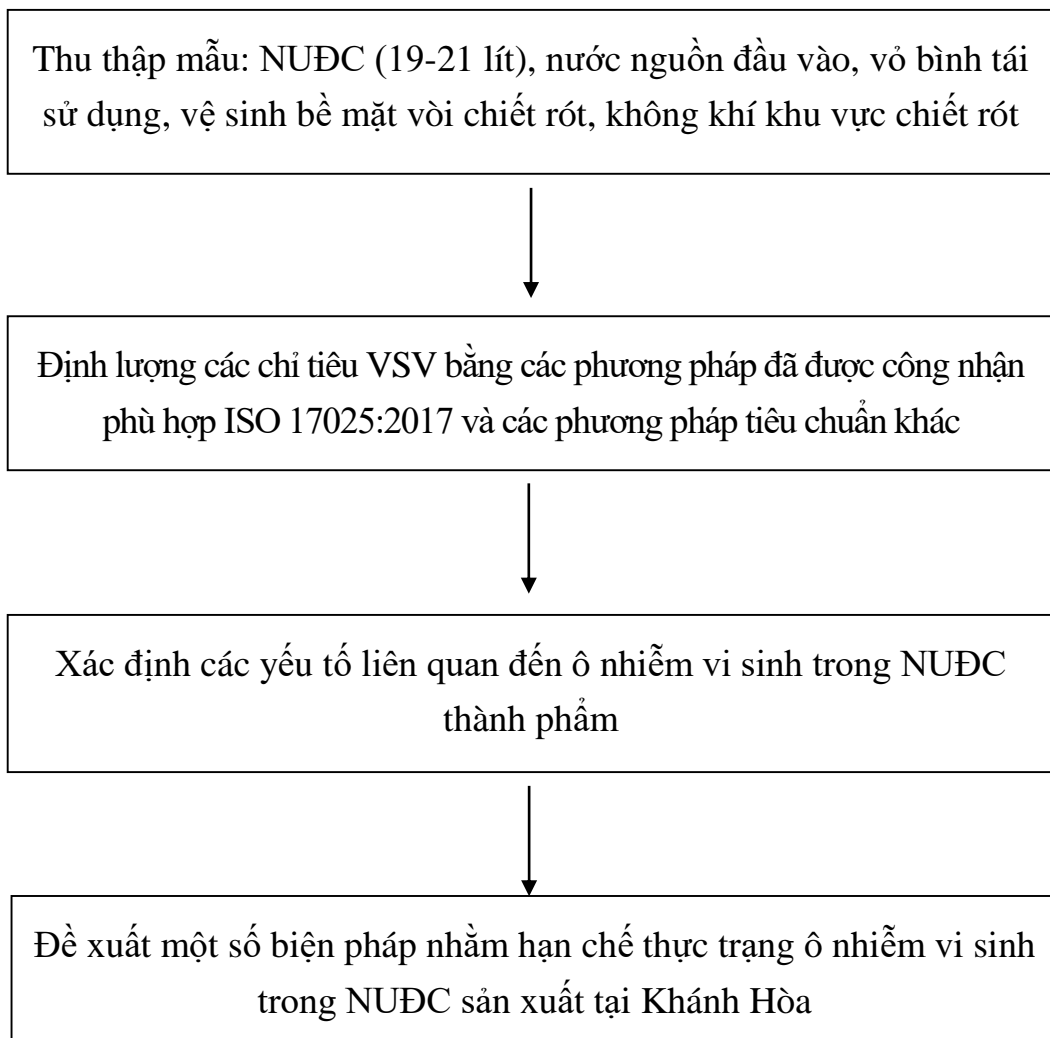 Thu thập mẫu: NUĐC (19-21 lít), nước nguồn đầu vào, vỏ bình tái
sử dụng, vệ sinh bề mặt vòi chiết rót, không khí khu vực chiết rót
Định lượng các chỉ tiêu VSV bằng các phương pháp đã được công nhận
phù hợp ISO 17025:2017 và các phương pháp tiêu chuẩn khác
Xác định các yếu tố liên quan đến ô nhiễm vi sinh trong NUĐC
thành phẩm
Đề xuất một số biện pháp nhằm hạn chế thực trạng ô nhiễm vi sinh
trong NUĐC sản xuất tại Khánh Hòa